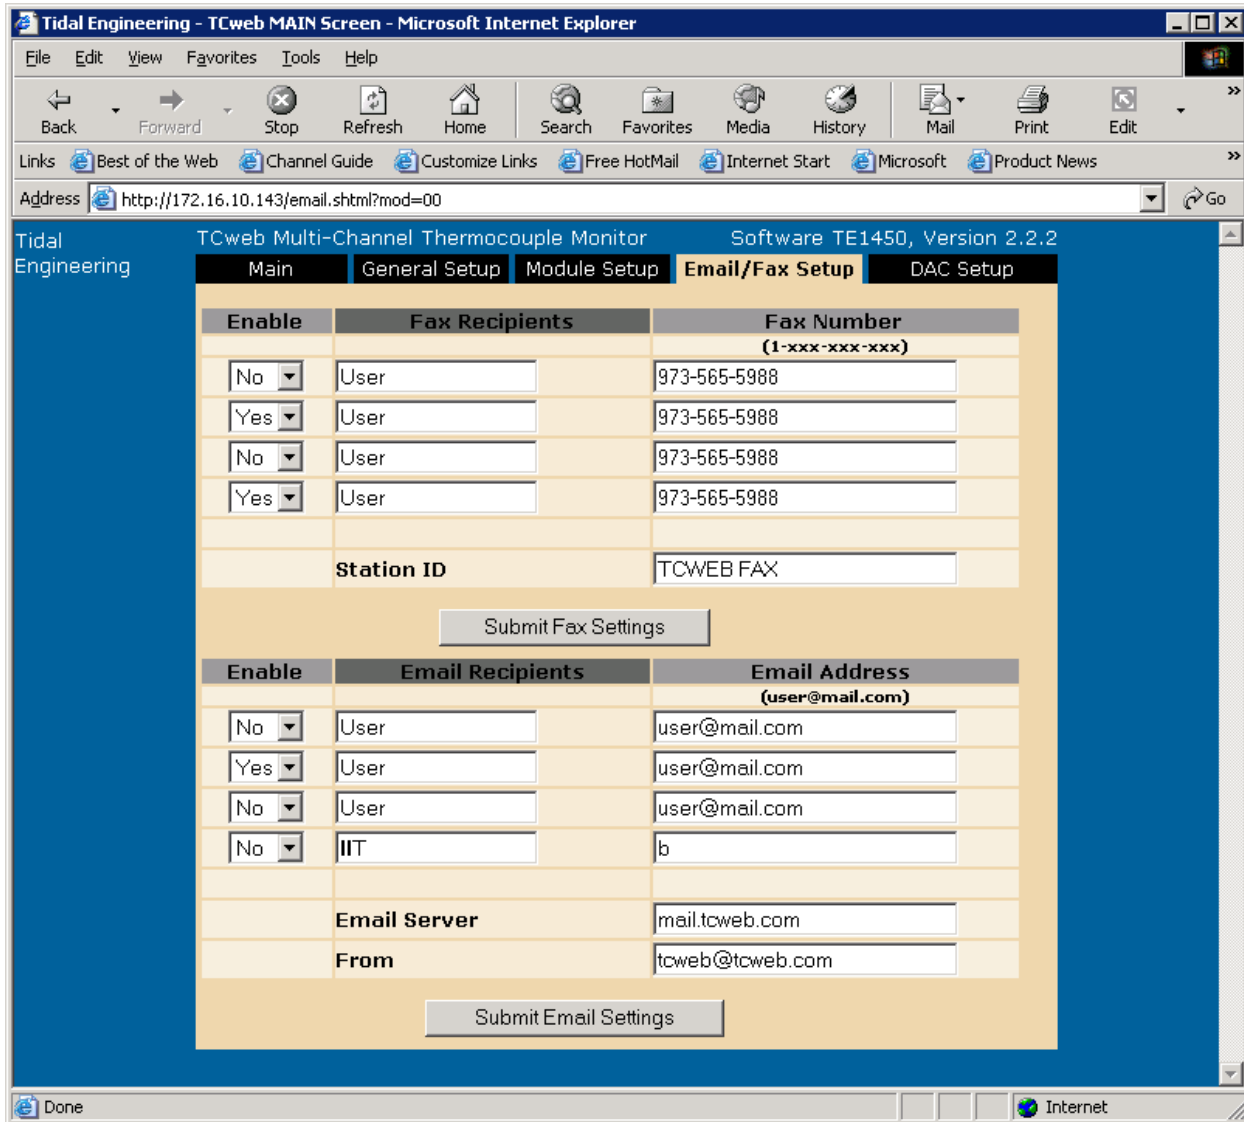 Tidal Engineering - TCweb MAIN Screen - Microsoft Internet Explorer
File Edit View Favorites Tools Help
Back Forward Stop Refresh Home Search Favorites Media History Mail Print Edit »
Links Best of the Web Channel Guide Customize Links Free HotMail Internet Start Microsoft Product News »
Address http://172.16.10.143/email.shtml?mod=00 Go
Tidal Engineering
TCweb Multi-Channel Thermocouple Monitor Software TE1450, Version 2.2.2
Main General Setup Module Setup Email/Fax Setup DAC Setup
Enable Fax Recipients Fax Number
(1-xxx-xxx-xxx)
No User 973-565-5988
Yes User 973-565-5988
No User 973-565-5988
Yes User 973-565-5988
Station ID TCWEB FAX
Submit Fax Settings
Enable Email Recipients Email Address
(user@mail.com)
No User user@mail.com
Yes User user@mail.com
No User user@mail.com
No IIT b
Email Server mail.tcweb.com
From tcweb@tcweb.com
Submit Email Settings
Done Internet